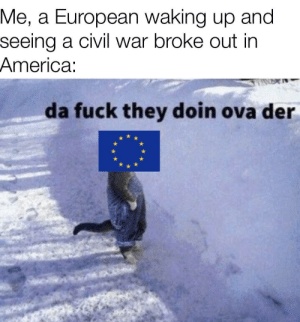 Me, a European waking up and
seeing a civil war broke out in
America:
da fuck they doin ova der